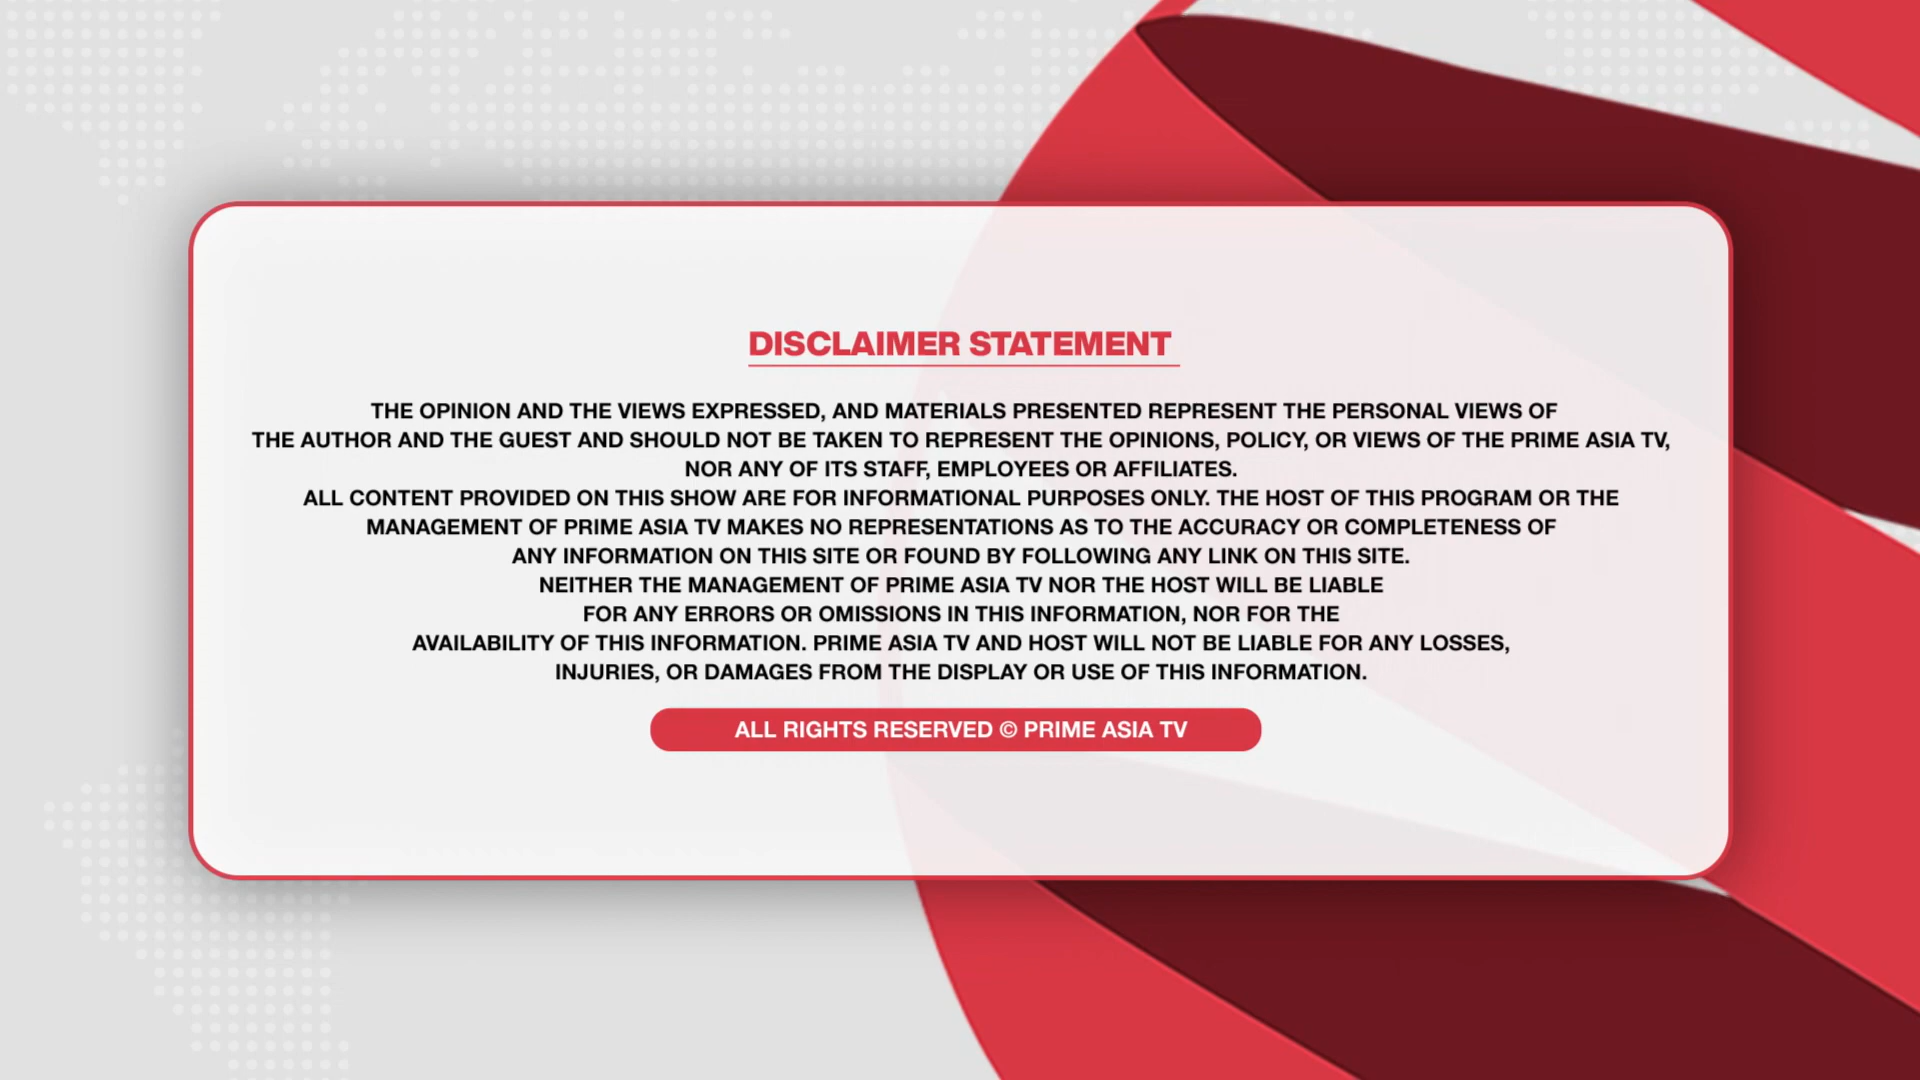 DISCLAIMER STATEMENT
THE OPINION AND THE VIEWS EXPRESSED, AND MATERIALS PRESENTED REPRESENT THE PERSONAL VIEWS OF
THE AUTHOR AND THE GUEST AND SHOULD NOT BE TAKEN TO REPRESENT THE OPINIONS, POLICY, OR VIEWS OF THE PRIME ASIA TV,
NOR ANY OF ITS STAFF, EMPLOYEES OR AFFILIATES.
ALL CONTENT PROVIDED ON THIS SHOW ARE FOR INFORMATIONAL PURPOSES ONLY. THE HOST OF THIS PROGRAM OR THE
MANAGEMENT OF PRIME ASIA TV MAKES NO REPRESENTATIONS AS TO THE ACCURACY OR COMPLETENESS OF
ANY INFORMATION ON THIS SITE OR FOUND BY FOLLOWING ANY LINK ON THIS SITE.
NEITHER THE MANAGEMENT OF PRIME ASIA TV NOR THE HOST WILL BE LIABLE
FOR ANY ERRORS OR OMISSIONS IN THIS INFORMATION, NOR FOR THE
AVAILABILITY OF THIS INFORMATION. PRIME ASIA TV AND HOST WILL NOT BE LIABLE FOR ANY LOSSES,
INJURIES, OR DAMAGES FROM THE DISPLAY OR USE OF THIS INFORMATION.
ALL RIGHTS RESERVED © PRIME ASIA TV